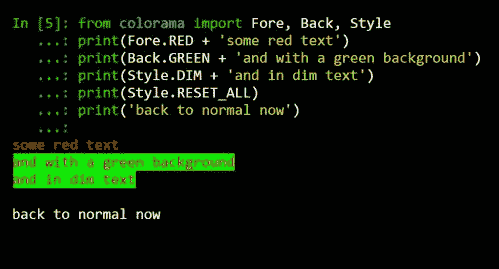 In [5]: from colorama import Fore, Back, Style
...: print(Fore.RED + 'some red text')
...: print(Back.GREEN + 'and with a green background')
...: print(Style.DIM + 'and in dim text')
...: print(Style.RESET_ALL)
...: print('back to normal now')
...:
some red text
and with a green background
and in dim text
back to normal now